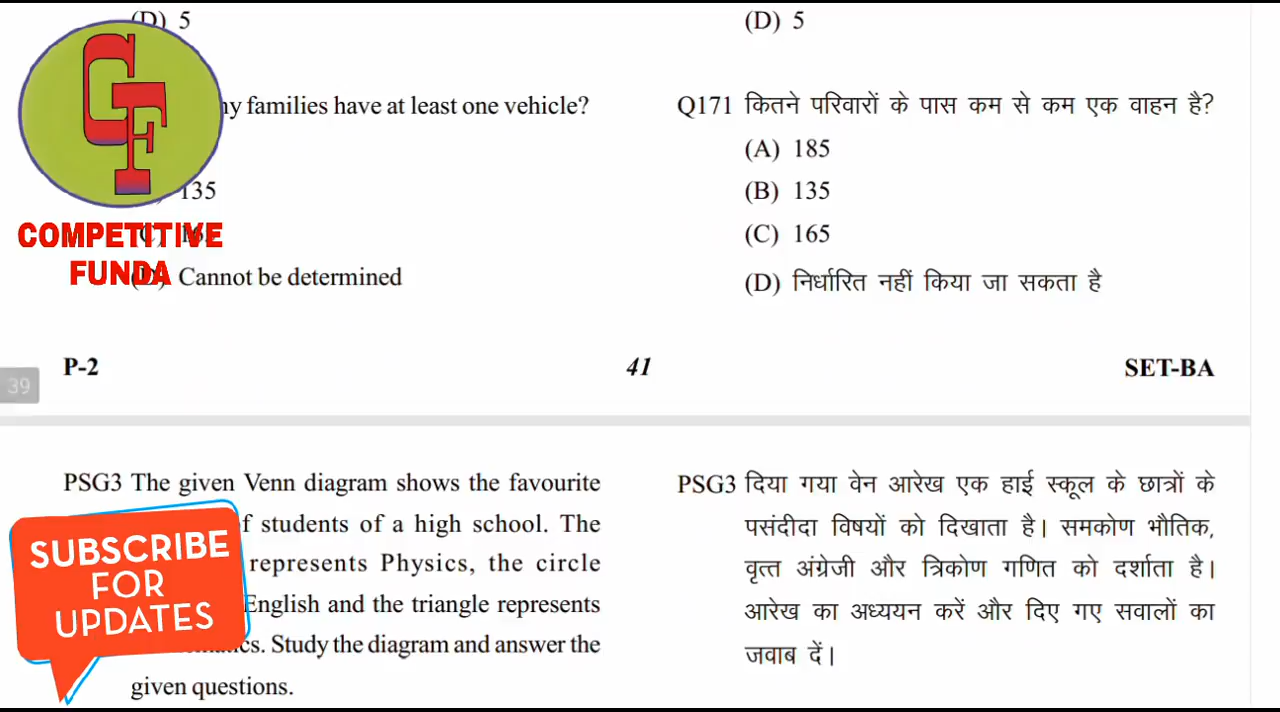 (D) 5
ny families have at least one vehicle?
135
(C) 165
(D) Cannot be determined
(D) 5
Q171 कितने परिवारों के पास कम से कम एक वाहन है?
(A) 185
(B) 135
(C) 165
(D) निर्धारित नहीं किया जा सकता है
CF
COMPETITIVE
FUNDA
P-2
41
SET-BA
39
PSG3 The given Venn diagram shows the favourite
f students of a high school. The
represents Physics, the circle
English and the triangle represents
Study the diagram and answer the
given questions.
PSG3 दिया गया वेन आरेख एक हाई स्कूल के छात्रों के
पसंदीदा विषयों को दिखाता है। समकोण भौतिक,
वृत्त अंग्रेजी और त्रिकोण गणित को दर्शाता है।
आरेख का अध्ययन करें और दिए गए सवालों का
जवाब दें।
SUBSCRIBE
FOR
UPDATES